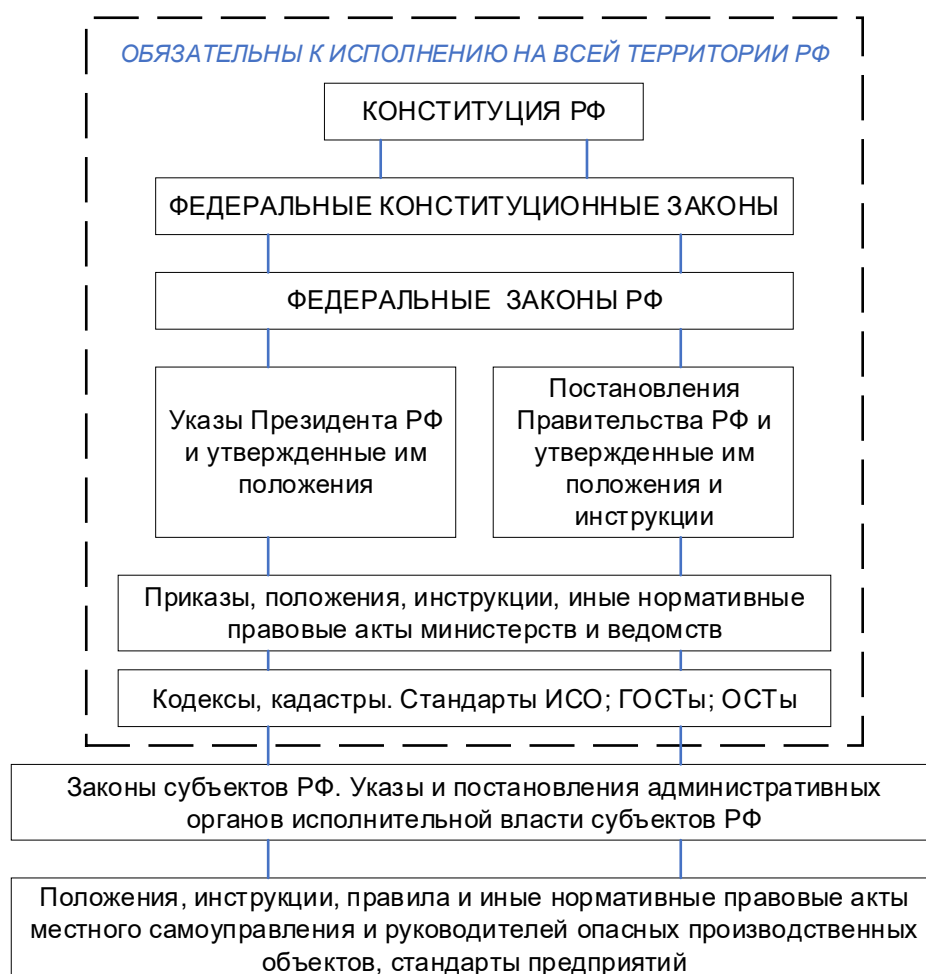 ОБЯЗАТЕЛЬНЫ К ИСПОЛНЕНИЮ НА ВСЕЙ ТЕРРИТОРИИ РФ
КОНСТИТУЦИЯ РФ
ФЕДЕРАЛЬНЫЕ КОНСТИТУЦИОННЫЕ ЗАКОНЫ
ФЕДЕРАЛЬНЫЕ ЗАКОНЫ РФ
Указы Президента РФ
и утвержденные им
положения
Постановления
Правительства РФ и
утвержденные им
положения и
инструкции
Приказы, положения, инструкции, иные нормативные
правовые акты министерств и ведомств
Кодексы, кадастры. Стандарты ИСО; ГОСТы; ОСТы
Законы субъектов РФ. Указы и постановления административных
органов исполнительной власти субъектов РФ
Положения, инструкции, правила и иные нормативные правовые акты
местного самоуправления и руководителей опасных производственных
объектов, стандарты предприятий